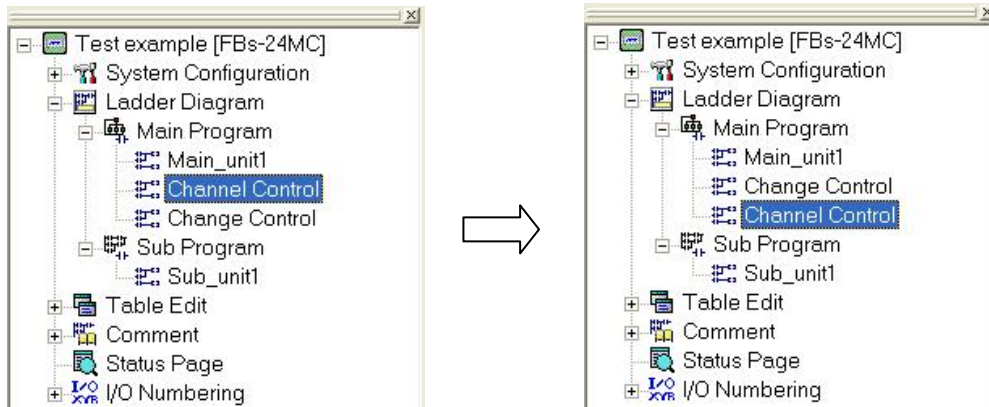 Test example [FBs-24MC]
System Configuration
Ladder Diagram
Main Program
Main_unit1
Channel Control
Change Control
Sub Program
Sub_unit1
Table Edit
Comment
Status Page
I/O Numbering
Test example [FBs-24MC]
System Configuration
Ladder Diagram
Main Program
Main_unit1
Change Control
Channel Control
Sub Program
Sub_unit1
Table Edit
Comment
Status Page
I/O Numbering